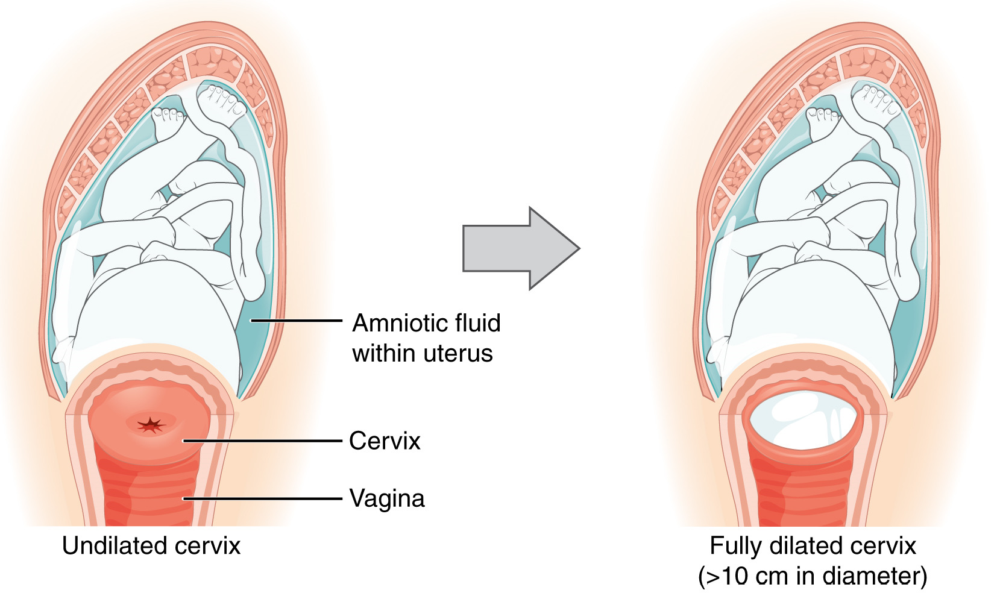 Amniotic fluid
within uterus
Cervix
Vagina
Undilated cervix
Fully dilated cervix
(>10 cm in diameter)